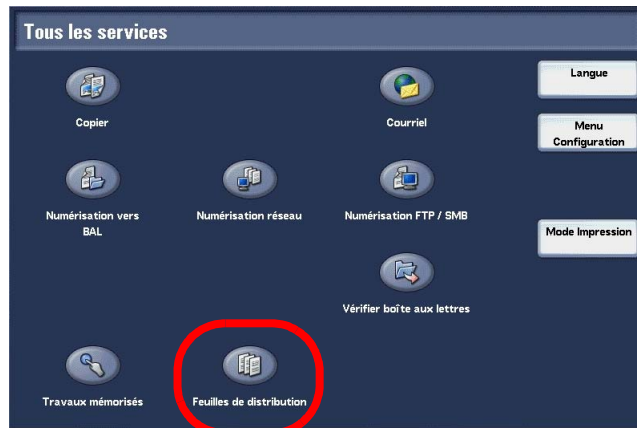 Tous les services
Copier
Courriel
Langue
Menu
Configuration
Numérisation vers
BAL
Numérisation réseau
Numérisation FTP / SMB
Mode Impression
Vérifier boîte aux lettres
Travaux mémorisés
Feuilles de distribution